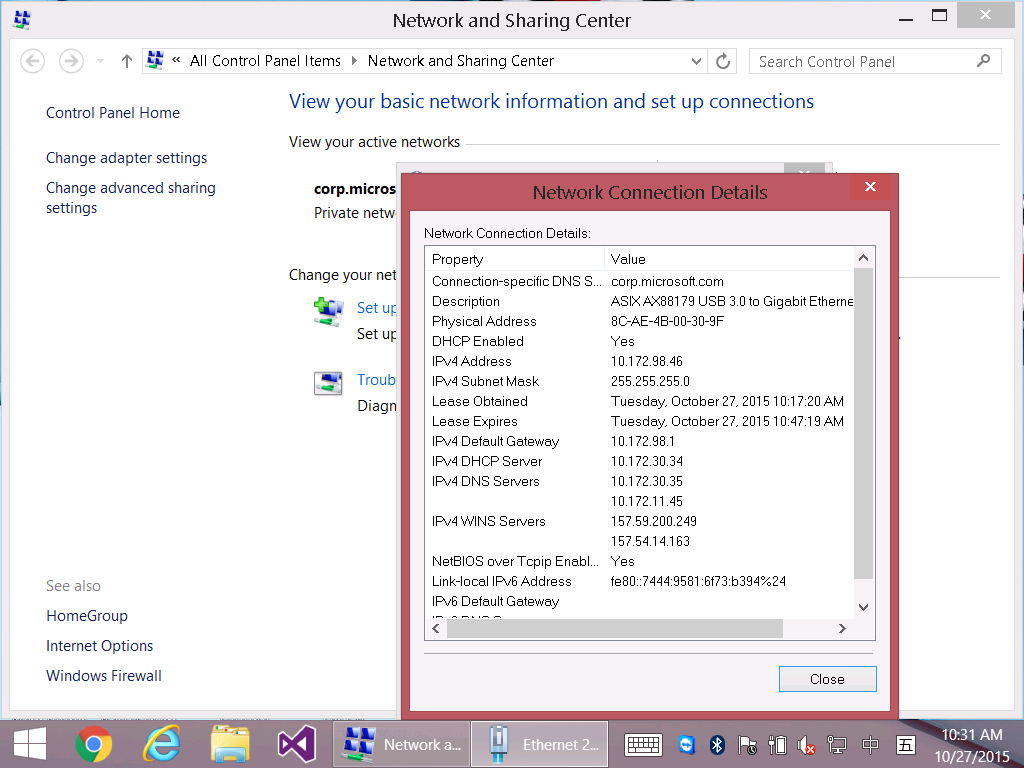 Network and Sharing Center
« All Control Panel Items Network and Sharing Center
Search Control Panel
Control Panel Home
Change adapter settings
Change advanced sharing
settings
View your basic network information and set up connections
View your active networks
corp.micros
Private netw
Change your net
Set up
Set up
Troub
Diagn
See also
HomeGroup
Internet Options
Windows Firewall
Network Connection Details
Network Connection Details:
Property Value
Connection-specific DNS S... corp.microsoft.com
Description ASIX AX88179 USB 3.0 to Gigabit Etherne
Physical Address 8C-AE-4B-00-30-9F
DHCP Enabled Yes
IPv4 Address 10.172.98.46
IPv4 Subnet Mask 255.255.255.0
Lease Obtained Tuesday, October 27, 2015 10:17:20 AM
Lease Expires Tuesday, October 27, 2015 10:47:19 AM
IPv4 Default Gateway 10.172.98.1
IPv4 DHCP Server 10.172.30.34
IPv4 DNS Servers 10.172.30.35
10.172.11.45
IPv4 WINS Servers 157.59.200.249
157.54.14.163
NetBIOS over Tcpip Enabl... Yes
Link-local IPv6 Address fe80::7444:9581:6f73:b394%24
IPv6 Default Gateway
Close
Network a...
Ethernet 2...
中
五
10:31 AM
10/27/2015